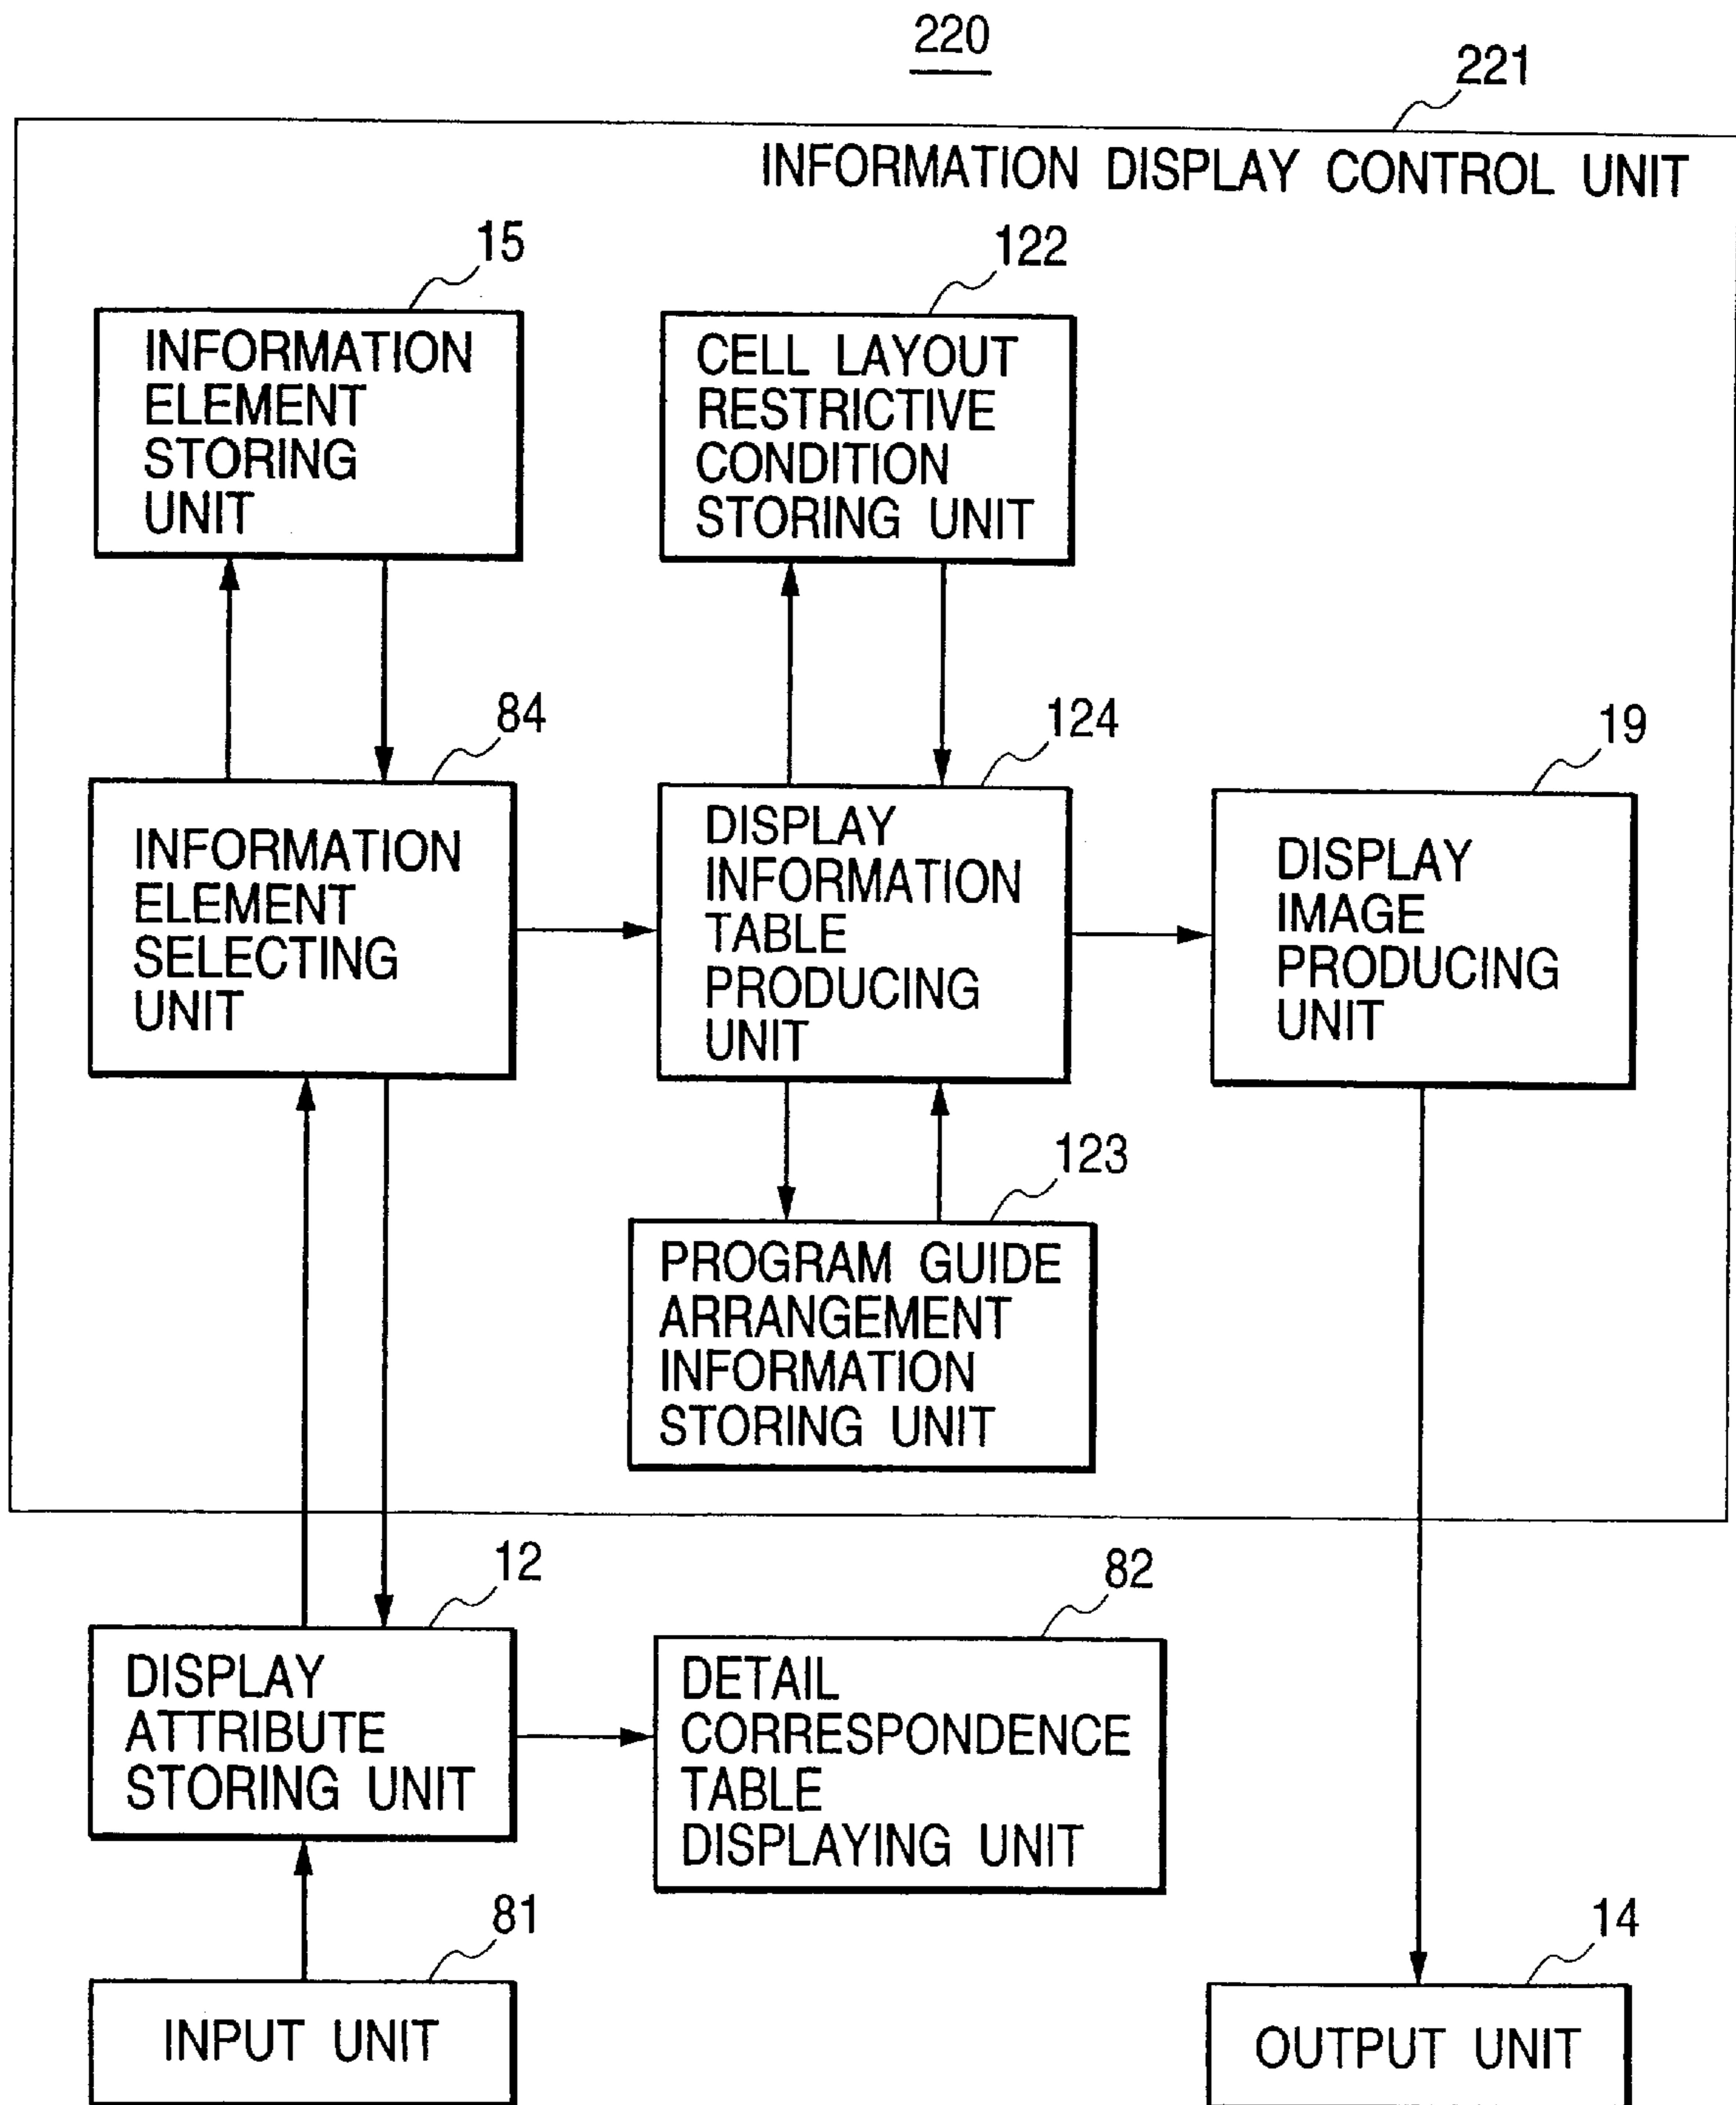 220
221
INFORMATION DISPLAY CONTROL UNIT
15
INFORMATION
ELEMENT
STORING
UNIT
122
CELL LAYOUT
RESTRICTIVE
CONDITION
STORING UNIT
84
INFORMATION
ELEMENT
SELECTING
UNIT
124
DISPLAY
INFORMATION
TABLE
PRODUCING
UNIT
19
DISPLAY
IMAGE
PRODUCING
UNIT
123
PROGRAM GUIDE
ARRANGEMENT
INFORMATION
STORING UNIT
12
DISPLAY
ATTRIBUTE
STORING UNIT
82
DETAIL
CORRESPONDENCE
TABLE
DISPLAYING UNIT
81
INPUT UNIT
14
OUTPUT UNIT